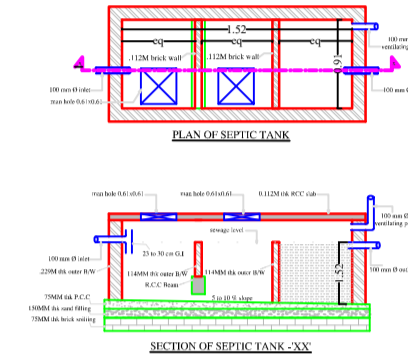 1.52
cq
cq
cq
.112M brick wall
.112M brick wall
0.91
100 mm
ventilating
100 mm Ø inlet
100 mm
man hole 0.61x0.61
PLAN OF SEPTIC TANK
man hole 0.61x0.61
man hole 0.61x0.61
0.112M thk RCC slab
100 mm Ø
ventilating p
sewage level
100 mm Ø inlet
23 to 30 cm G.I
.229M thk outer B/W
114MM thk outer B/W
114MM thk outer B/W
100 mm Ø out
1.52
R.C.C Beam
5 to 10 % slope
75MM thk P.C.C
150MM thk sand filling
75MM thk brick soiling
SECTION OF SEPTIC TANK -'XX'